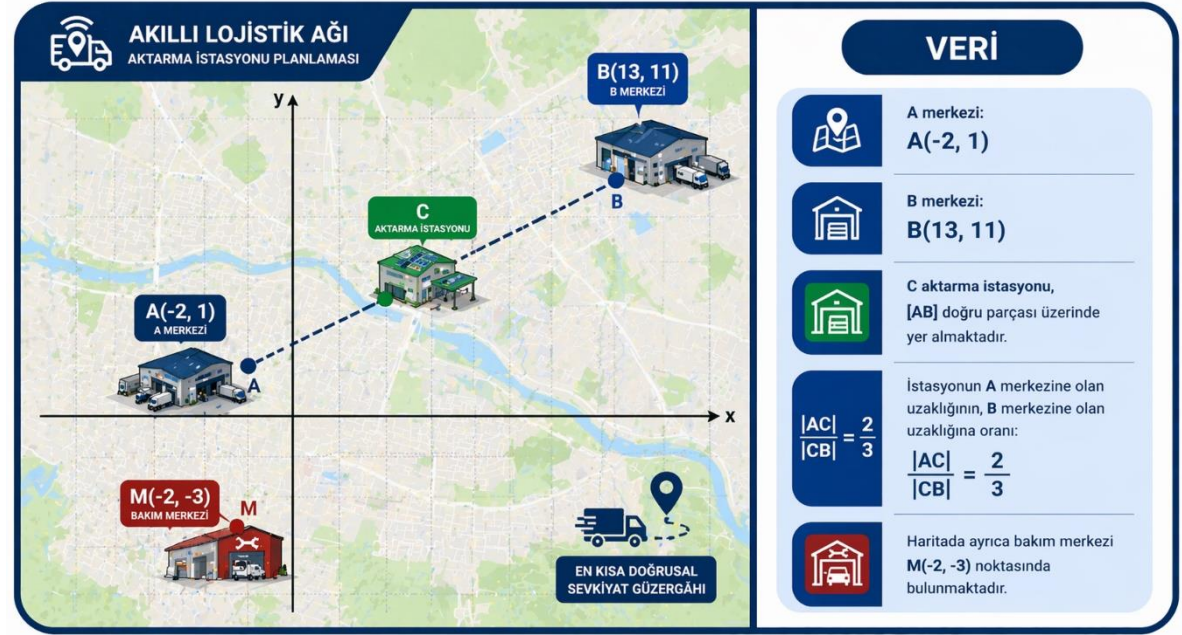 AKILLI LOJİSTİK AĞI
AKTARMA İSTASYONU PLANLAMASI
y
B(13, 11)
B MERKEZİ
B
C
AKTARMA İSTASYONU
A(-2, 1)
A MERKEZİ
A
x
M(-2, -3)
BAKIM MERKEZİ
M
EN KISA DOĞRUSAL
SEVKİYAT GÜZERGÂHI
VERİ
A merkezi:
A(-2, 1)
B merkezi:
B(13, 11)
C aktarma istasyonu,
[AB] doğru parçası üzerinde
yer almaktadır.
|AC|/|CB| = 2/3
İstasyonun A merkezine olan
uzaklığının, B merkezine olan
uzaklığına oranı:
|AC|/|CB| = 2/3
Haritada ayrıca bakım merkezi
M(-2, -3) noktasında
bulunmaktadır.